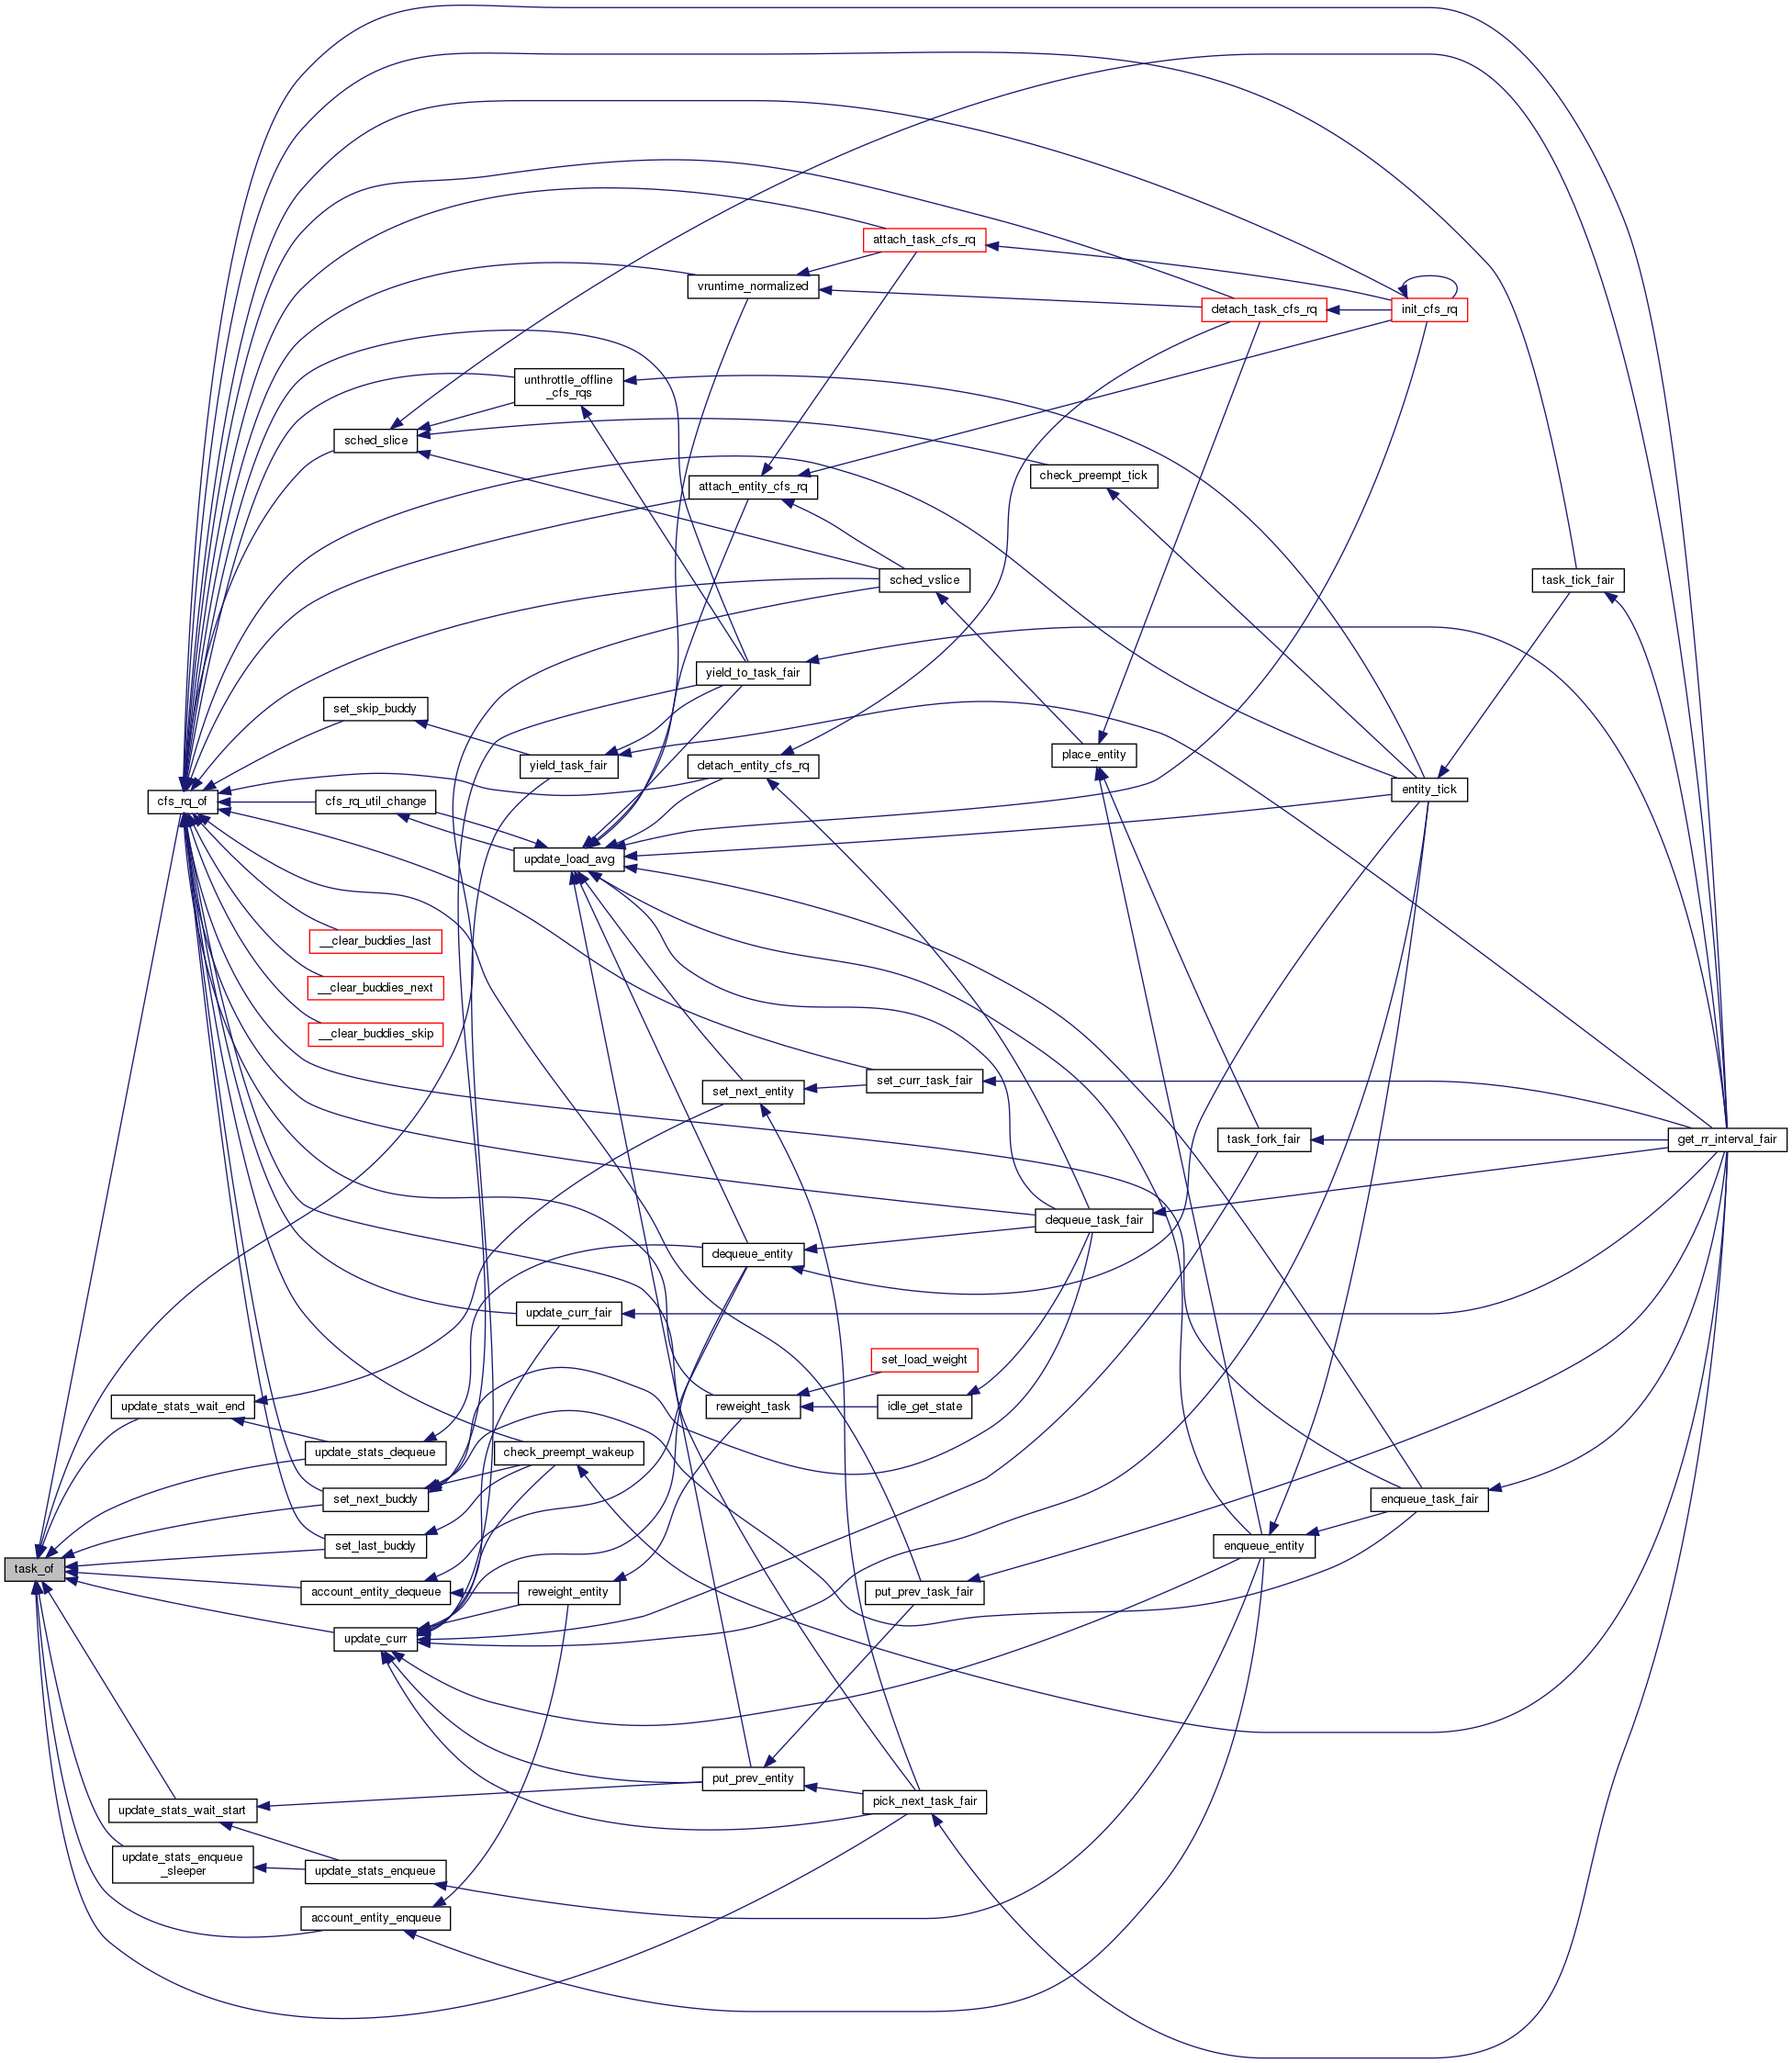 attach_task_cfs_rq
vruntime_normalized
detach_task_cfs_rq
init_cfs_rq
unthrottle_offline
_cfs_rqs
sched_slice
check_preempt_tick
attach_entity_cfs_rq
sched_vslice
task_tick_fair
yield_to_task_fair
set_skip_buddy
place_entity
yield_task_fair
detach_entity_cfs_rq
entity_tick
cfs_rq_of
cfs_rq_util_change
update_load_avg
__clear_buddies_last
__clear_buddies_next
__clear_buddies_skip
set_curr_task_fair
set_next_entity
task_fork_fair
get_rr_interval_fair
dequeue_task_fair
dequeue_entity
update_curr_fair
set_load_weight
update_stats_wait_end
reweight_task
idle_get_state
update_stats_dequeue
check_preempt_wakeup
set_next_buddy
enqueue_task_fair
set_last_buddy
enqueue_entity
task_of
account_entity_dequeue
reweight_entity
put_prev_task_fair
update_curr
put_prev_entity
pick_next_task_fair
update_stats_wait_start
update_stats_enqueue
_sleeper
update_stats_enqueue
account_entity_enqueue